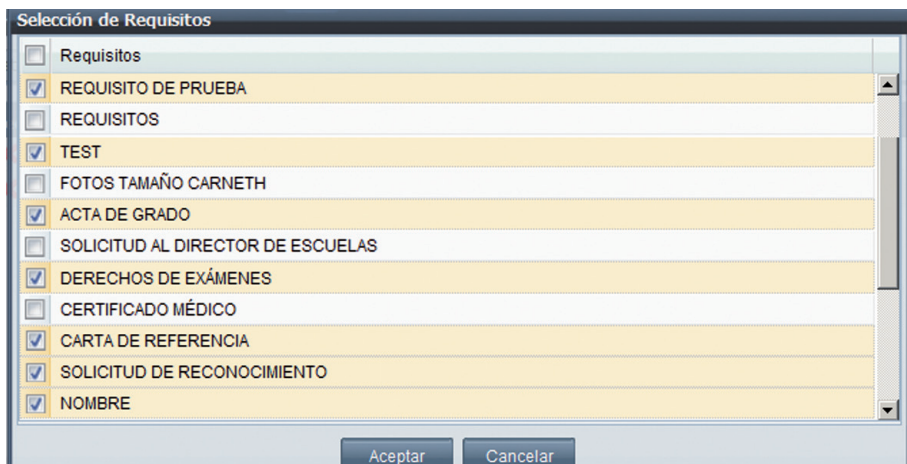 Selección de Requisitos
Requisitos
REQUISITO DE PRUEBA
REQUISITOS
TEST
FOTOS TAMAÑO CARNETH
ACTA DE GRADO
SOLICITUD AL DIRECTOR DE ESCUELAS
DERECHOS DE EXÁMENES
CERTIFICADO MÉDICO
CARTA DE REFERENCIA
SOLICITUD DE RECONOCIMIENTO
NOMBRE
Aceptar Cancelar